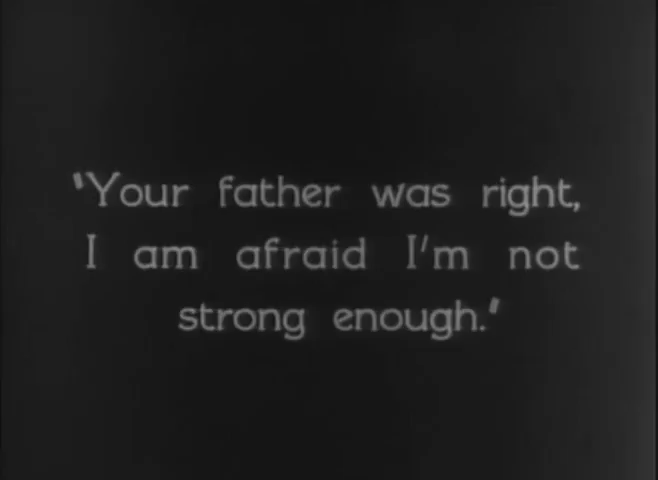 'Your father was right,
I am afraid I'm not
strong enough.'